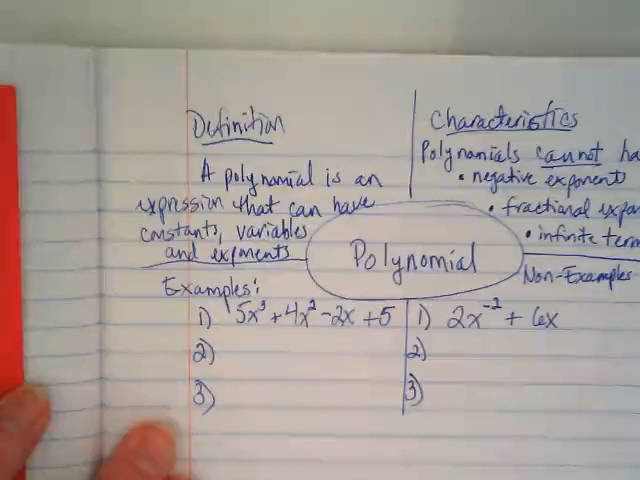 Definition
A polynomial is an
expression that can have
constants, variables
and exponents
Characteristics
Polynomials cannot ha
• negative exponents
• fractional expo
• infinite term
Polynomial
Examples:
1) 5x³ + 4x² - 2x + 5
2)
3)
Non-Examples
1) 2x⁻² + 6x
2)
3)